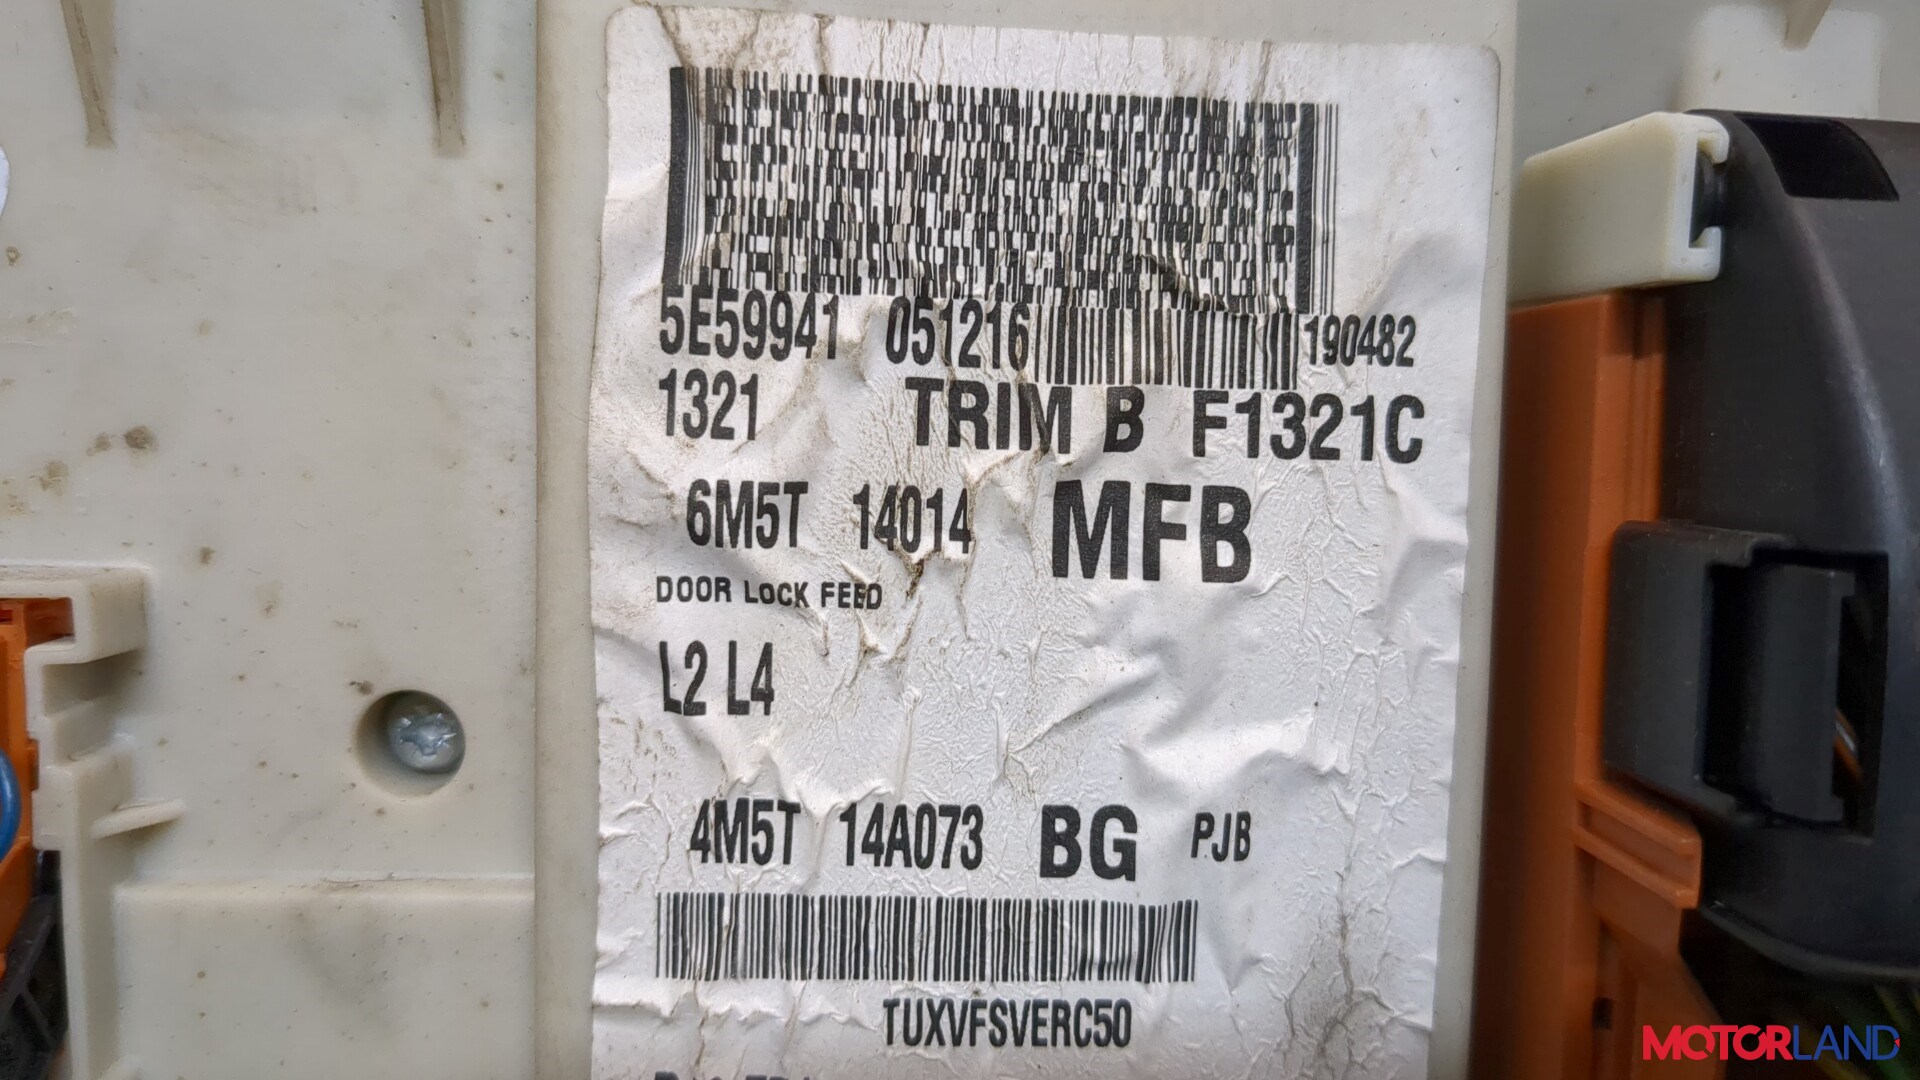 5E59941 051216 190482
1321 TRIM B F1321C
6M5T 14014 MFB
DOOR LOCK FEED
L2 L4
4M5T 14A073 BG PJB
TUXVFSVERC50
MOTORLAND